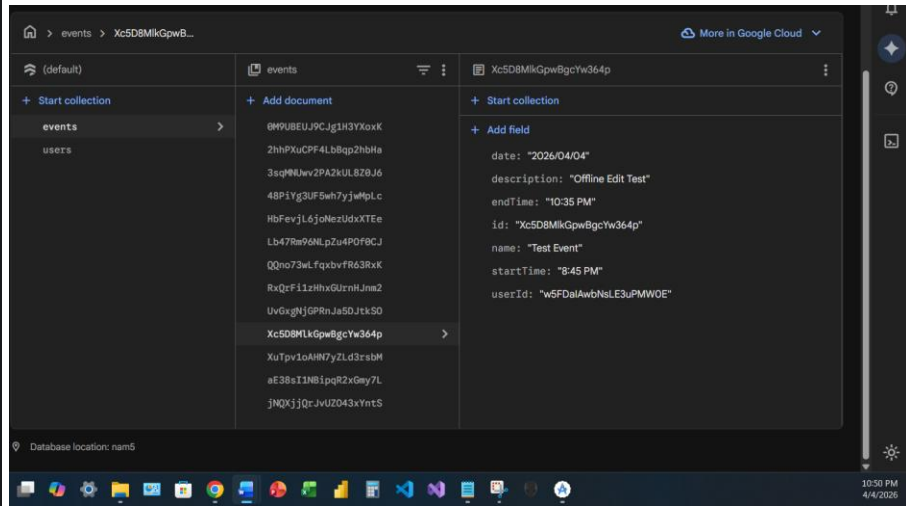 events > Xc5D8MlkGpwB...
More in Google Cloud
(default)
+ Start collection
events
users
events
+ Add document
0M9U8EUJ9CJg1H3YXoxK
2hhPXuCPF4LbBqp2hbHa
3sqMNUwv2PA2kUL8Z0J6
48PiYg3UF5wh7yjwMpLc
HbFevjL6joNezUdxXTEe
Lb47Rm96NLpZu4POf0CJ
QQno73wLfqxbvfR63RxK
RxQrFi1zHhxGUrnHJnm2
UvGxgNjGPRnJa5DJtkSO
Xc5D8MlkGpwBgcYw364p
XuTpv1oAHN7yZLd3rsbM
aE38sI1NBipqR2xGmy7L
jNQXjjQrJvUZO43xYntS
Xc5D8MlkGpwBgcYw364p
+ Start collection
+ Add field
date: "2026/04/04"
description: "Offline Edit Test"
endTime: "10:35 PM"
id: "Xc5D8MlkGpwBgcYw364p"
name: "Test Event"
startTime: "8:45 PM"
userId: "w5FDalAwbNsLE3uPMWOE"
Database location: nam5
10:50 PM
4/4/2026